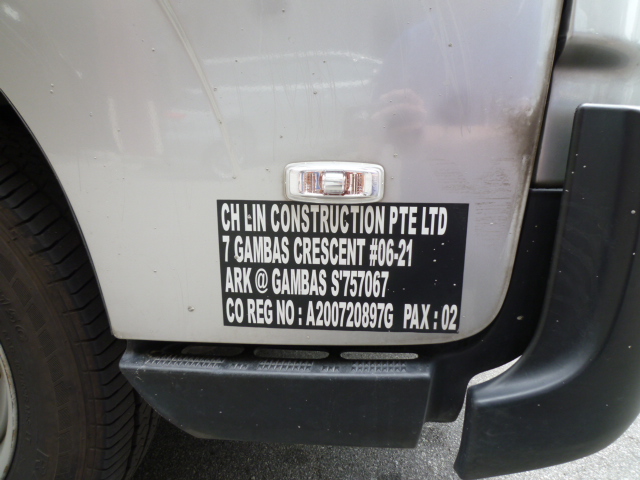 CH LIN CONSTRUCTION PTE LTD
7 GAMBAS CRESCENT #06-21
ARK @ GAMBAS S'757067
CO REG NO : A200720897G PAX : 02